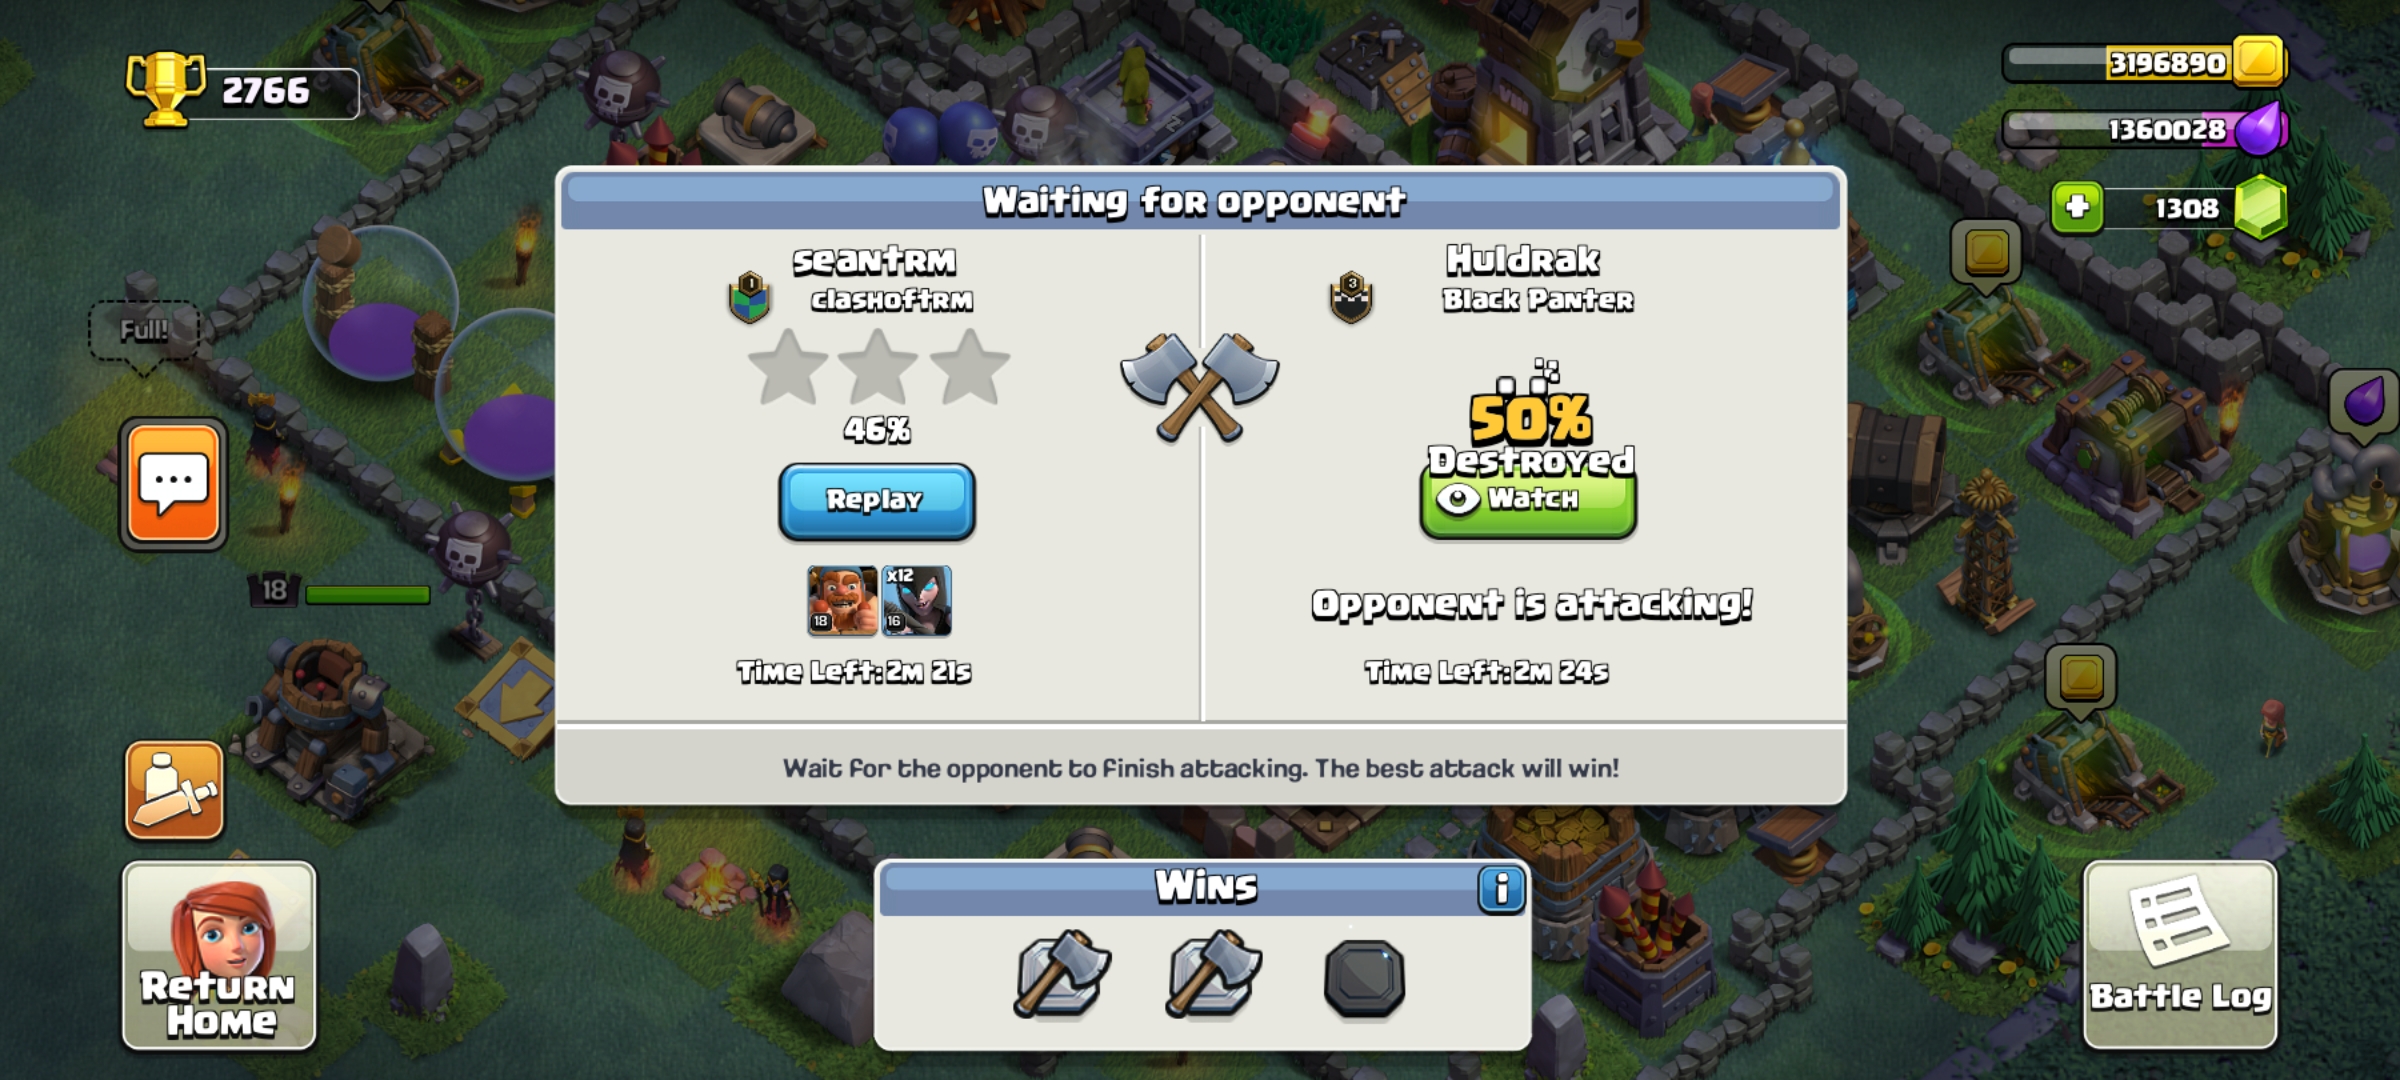 2766
3196890
1360028
1308
Full!
18
Waiting for opponent
seantrm
1
clashoftrm
46%
Replay
18
x12
16
Time Left:2m 21s
Huldrak
3
Black Panter
50%
Destroyed
Watch
Opponent is attacking!
Time Left:2m 24s
Wait for the opponent to finish attacking. The best attack will win!
Wins
i
Return
Home
Battle Log